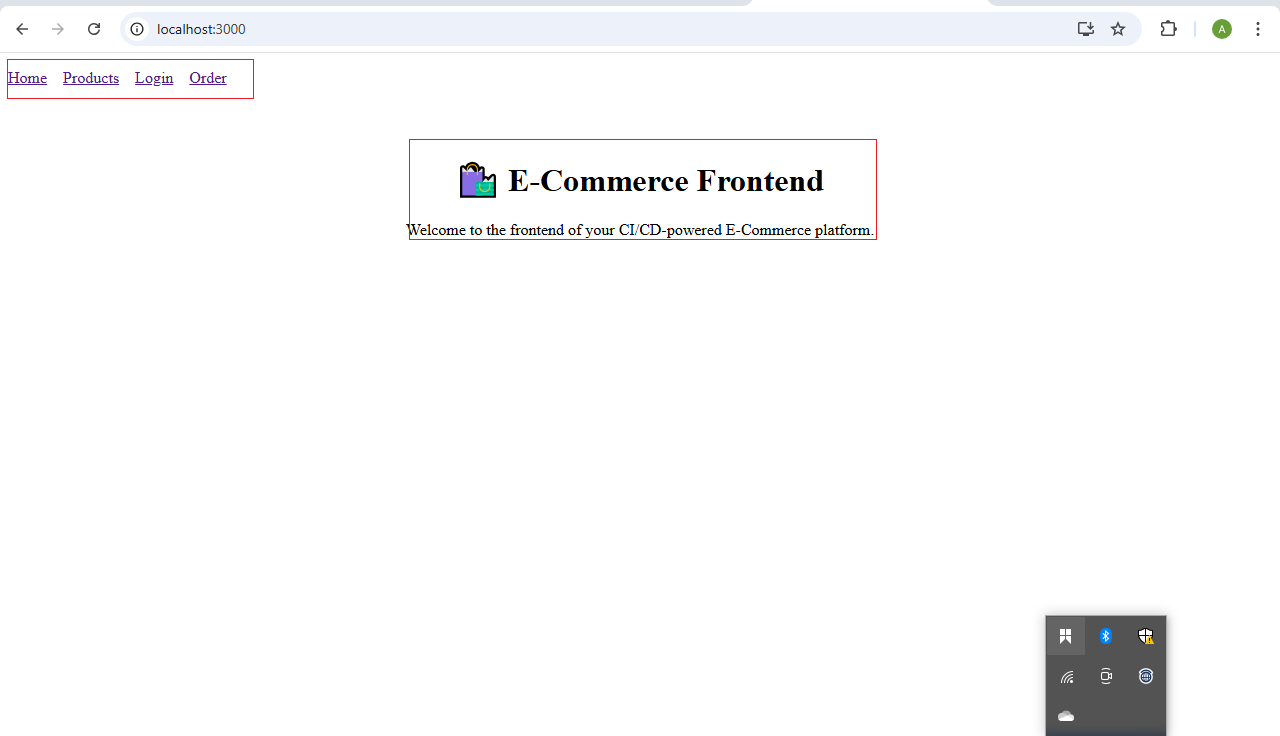 localhost:3000
A
Home Products Login Order
E-Commerce Frontend
Welcome to the frontend of your CI/CD-powered E-Commerce platform.